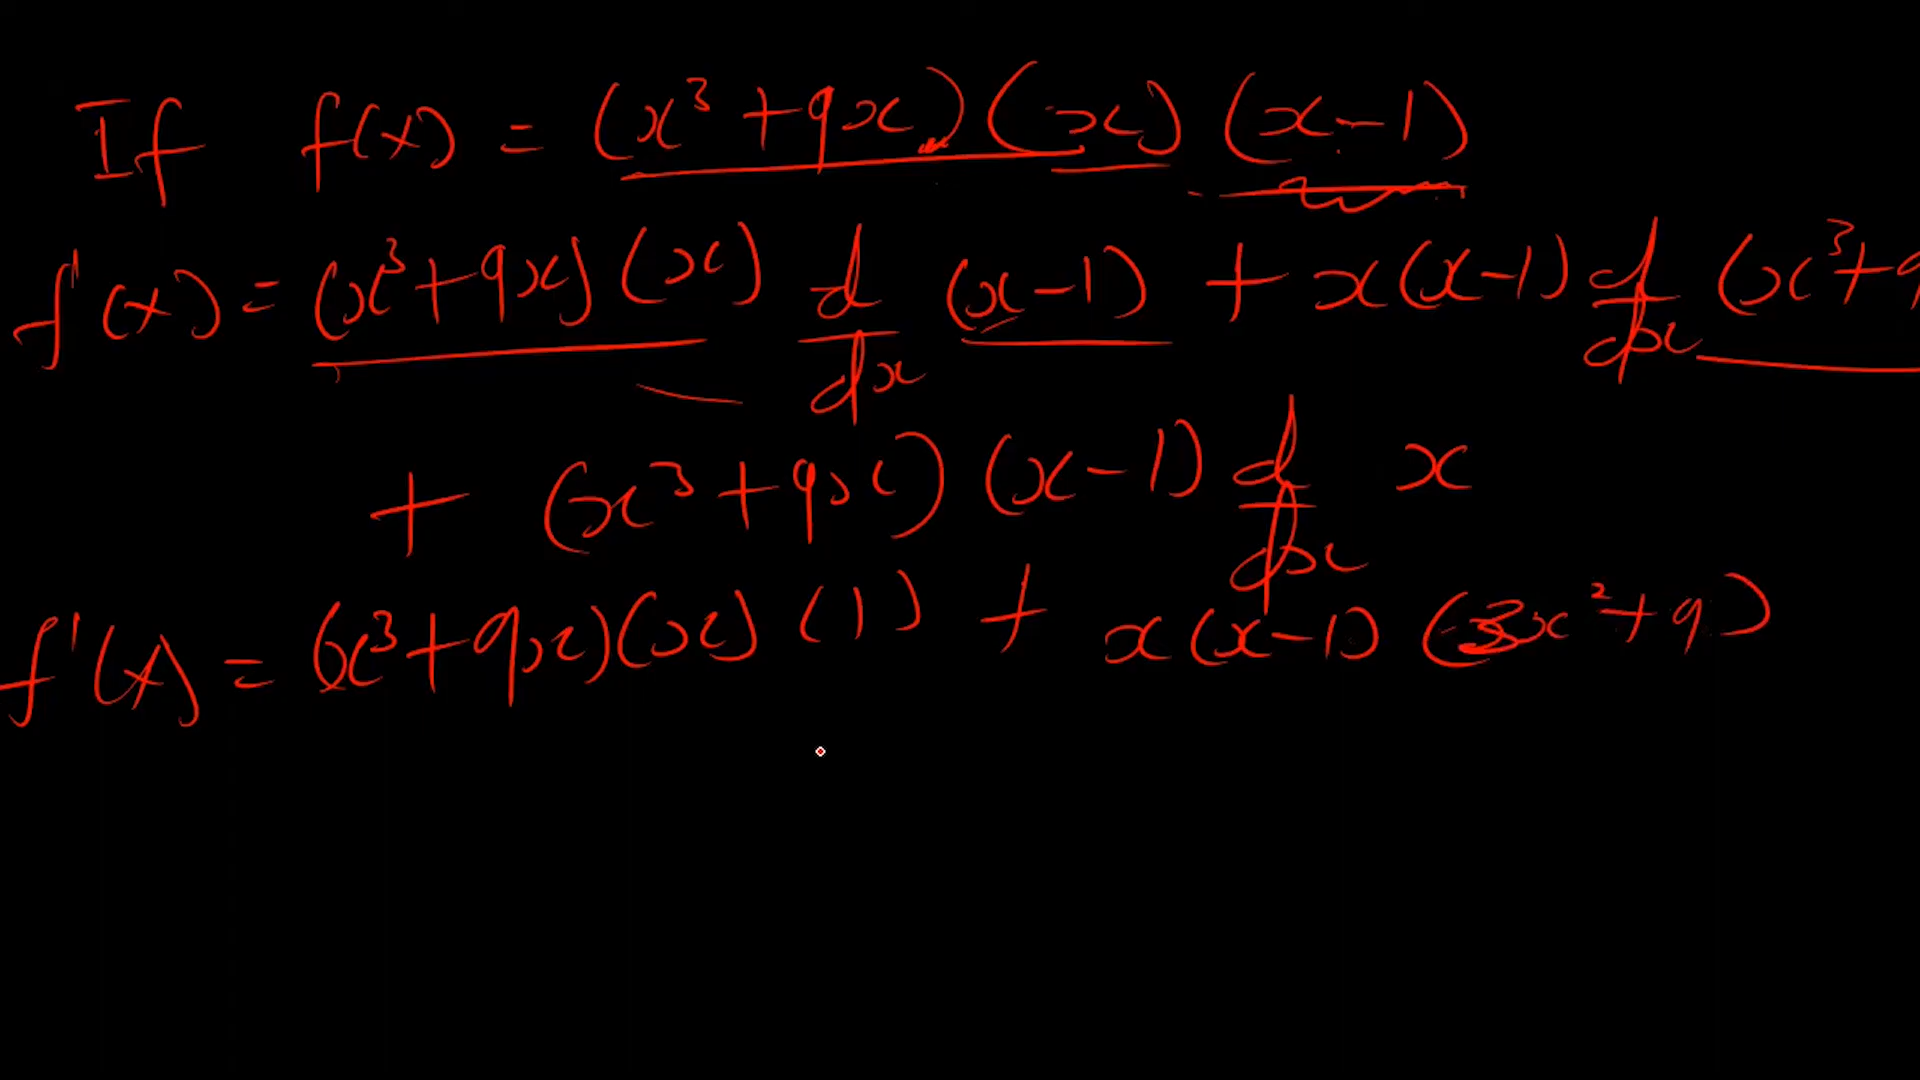 If f(x) = (x³ + 9x) (x) (x - 1)
f'(x) = (x³ + 9x) (x) d/dx (x - 1) + x(x - 1) d/dx (x³ + 9
+ (x³ + 9x) (x - 1) d/dx x
f'(x) = (x³ + 9x)(x) (1) + x(x - 1) (3x² + 9)